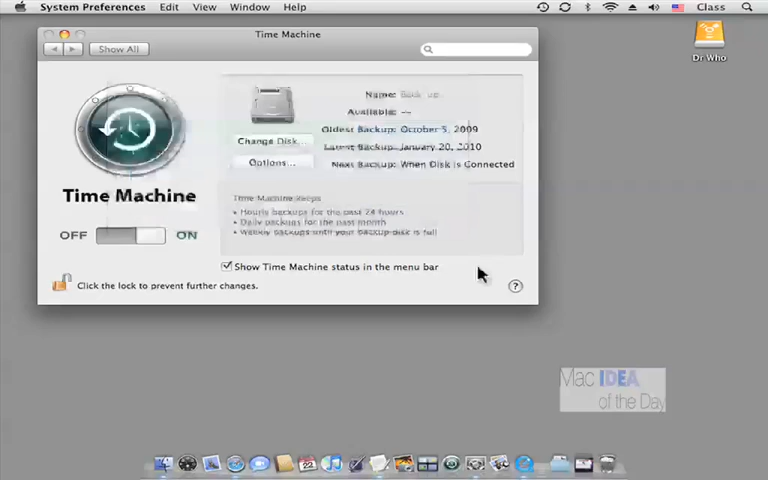 System Preferences Edit View Window Help Class
Time Machine
Show All
Dr Who
Name: Back up
Available: --
Oldest Backup: October 5, 2009
Change Disk...
Latest Backup: January 20, 2010
Options...
Next Backup: When Disk is Connected
Time Machine
Time Machine keeps
• Hourly backups for the past 24 hours
• Daily backups for the past month
• Weekly backups until your backup disk is full
OFF ON
Show Time Machine status in the menu bar
Click the lock to prevent further changes.
?
Mac IDEA
of the Day
22